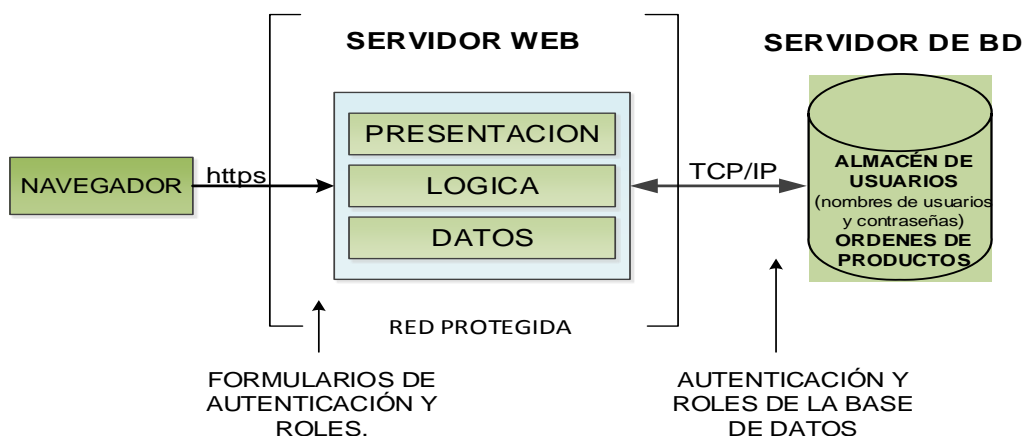 SERVIDOR WEB
SERVIDOR DE BD
NAVEGADOR
https
PRESENTACION
LOGICA
DATOS
TCP/IP
ALMACÉN DE
USUARIOS
(nombres de usuarios
y contraseñas)
ORDENES DE
PRODUCTOS
RED PROTEGIDA
FORMULARIOS DE
AUTENTICACIÓN Y
ROLES.
AUTENTICACIÓN Y
ROLES DE LA BASE
DE DATOS